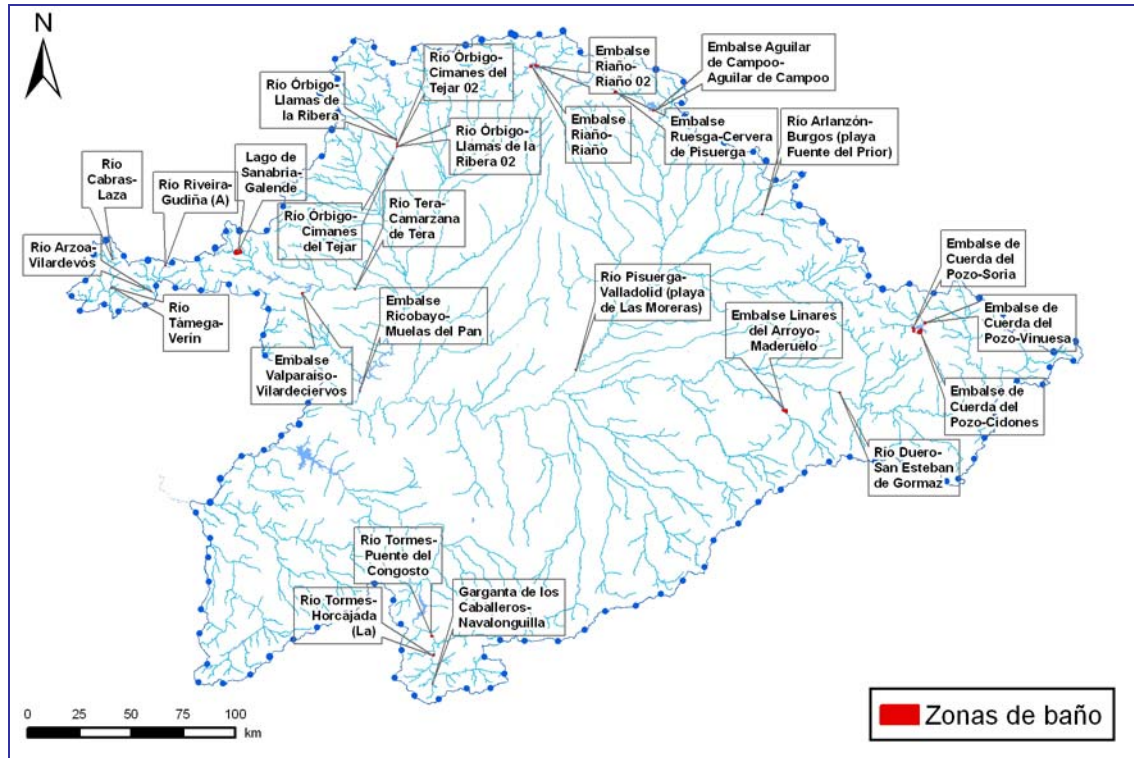 N
Río Órbigo-
Cimanes del
Tejar 02
Embalse
Riaño-
Riaño 02
Embalse Aguilar
de Campoo-
Aguilar de Campoo
Río Órbigo-
Llamas de
la Ribera
Río Órbigo-
Llamas de la
Ribera 02
Embalse
Riaño-
Riaño
Embalse
Ruesga-Cervera
de Pisuerga
Río Arlanzón-
Burgos (playa
Fuente del Prior)
Río
Cabras-
Laza
Río Riveira-
Gudiña (A)
Lago de
Sanabria-
Galende
Río Órbigo-
Cimanes
del Tejar
Río Tera-
Camarzana
de Tera
Río Arzoa-
Vilardevós
Río
Támega-
Verín
Embalse
Valparaiso-
Vilardeciervos
Embalse
Ricobayo-
Muelas del Pan
Río Pisuerga-
Valladolid (playa
de Las Moreras)
Embalse Linares
del Arroyo-
Maderuelo
Embalse de
Cuerda del
Pozo-Soria
Embalse de
Cuerda del
Pozo-Vinuesa
Embalse de
Cuerda del
Pozo-Cidones
Río Duero-
San Esteban
de Gormaz
Río Tormes-
Puente del
Congosto
Río Tormes-
Horcajada
(La)
Garganta de los
Caballeros-
Navalonguilla
0 25 50 75 100
km
Zonas de baño